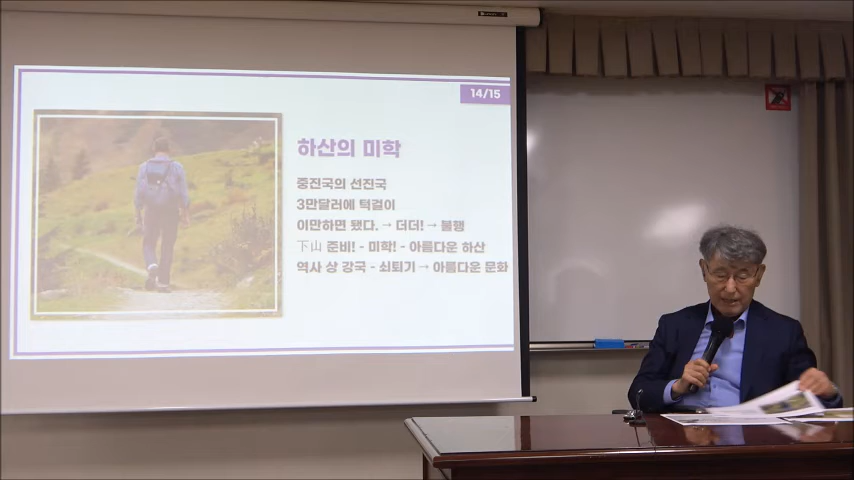 14/15
하산의 미학
중진국의 선진국
3만달러에 턱걸이
이만하면 됐다. → 더더! → 불행
下山 준비! - 미학! - 아름다운 하산
역사 상 강국 - 쇠퇴기 → 아름다운 문화